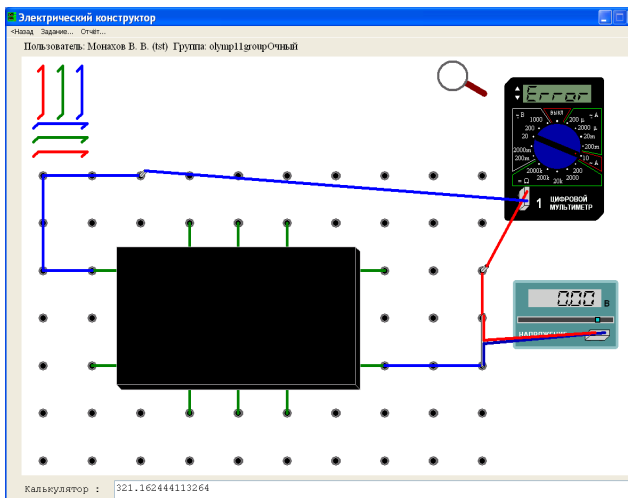 Электрический конструктор
<Назад Задание... Отчёт...
Пользователь: Монахов В. В. (tst) Группа: olymp11groupОчный
Error
1 ЦИФРОВОЙ
МУЛЬТИМЕТР
0.00 В
НАПРЯЖЕНИЕ
Калькулятор : 321.162444113264